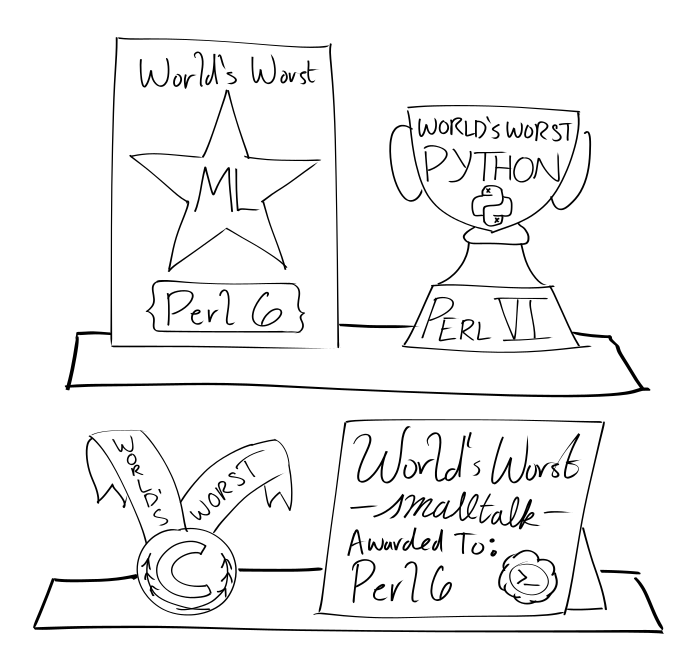 World's Worst
ML
{Perl 6}
WORLD'S WORST
PYTHON
PERL VI
WORLD'S WORST
C
World's Worst
-smalltalk-
Awarded To:
Perl 6
>_